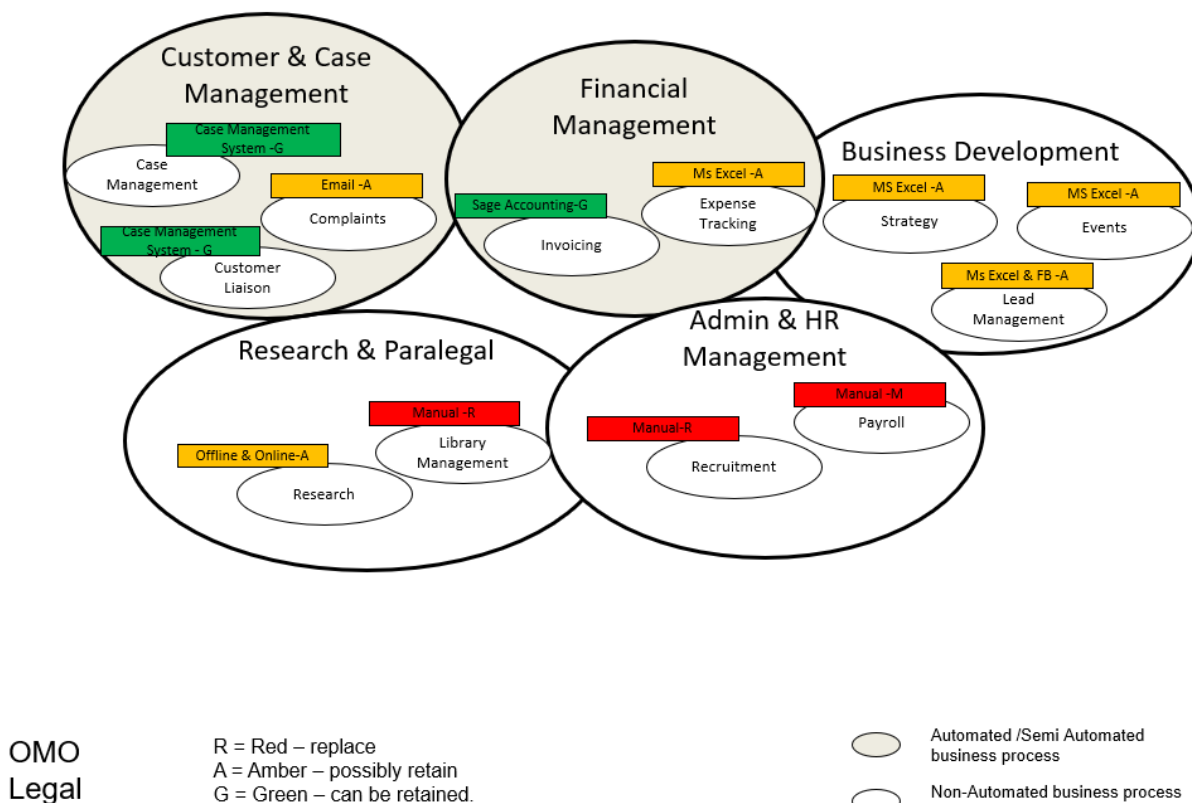 Customer & Case
Management
Case Management
System -G
Case
Management
Email -A
Complaints
Case Management
System - G
Customer
Liaison
Financial
Management
Ms Excel -A
Expense
Tracking
Sage Accounting-G
Invoicing
Business Development
MS Excel -A
Strategy
MS Excel -A
Events
Ms Excel & FB -A
Lead
Management
Research & Paralegal
Manual -R
Library
Management
Offline & Online-A
Research
Admin & HR
Management
Manual -M
Payroll
Manual-R
Recruitment
OMO
Legal
R = Red – replace
A = Amber – possibly retain
G = Green – can be retained.
Automated /Semi Automated
business process
Non-Automated business process